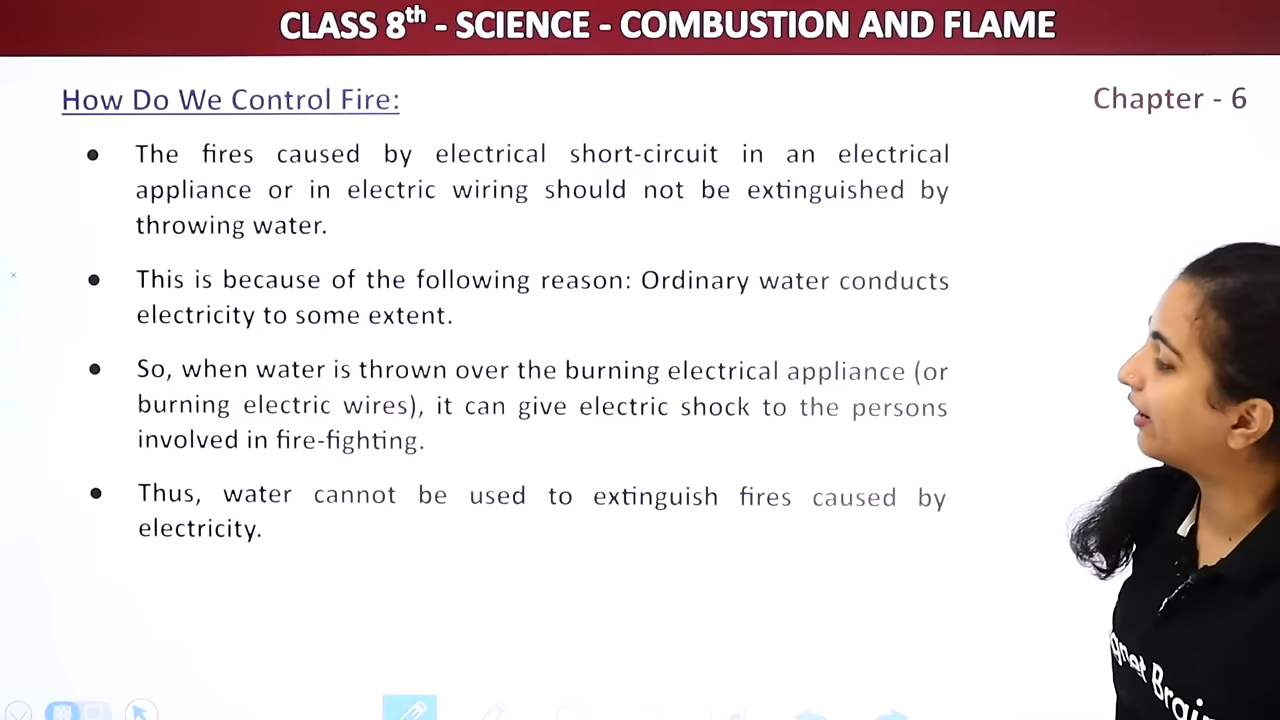 CLASS 8th - SCIENCE - COMBUSTION AND FLAME
How Do We Control Fire:
Chapter - 6
● The fires caused by electrical short-circuit in an electrical
appliance or in electric wiring should not be extinguished by
throwing water.
● This is because of the following reason: Ordinary water conducts
electricity to some extent.
● So, when water is thrown over the burning electrical appliance (or
burning electric wires), it can give electric shock to the persons
involved in fire-fighting.
● Thus, water cannot be used to extinguish fires caused by
electricity.